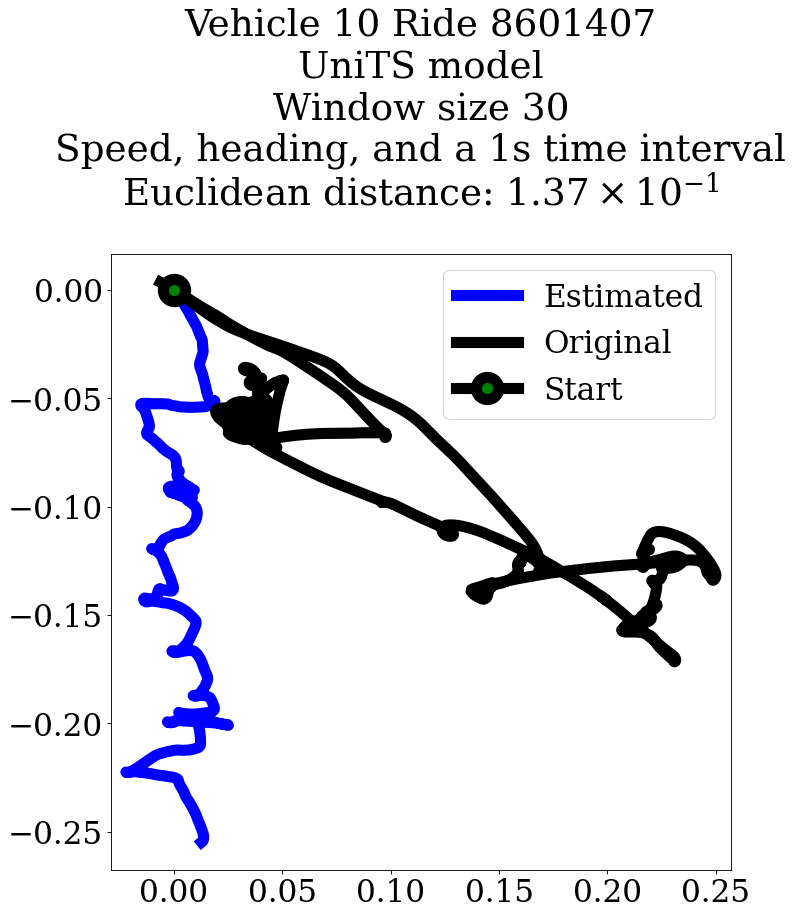 Vehicle 10 Ride 8601407
UniTS model
Window size 30
Speed, heading, and a 1s time interval
Euclidean distance: 1.37 × 10⁻¹
Estimated
Original
Start
0.00
−0.05
−0.10
−0.15
−0.20
−0.25
0.00 0.05 0.10 0.15 0.20 0.25